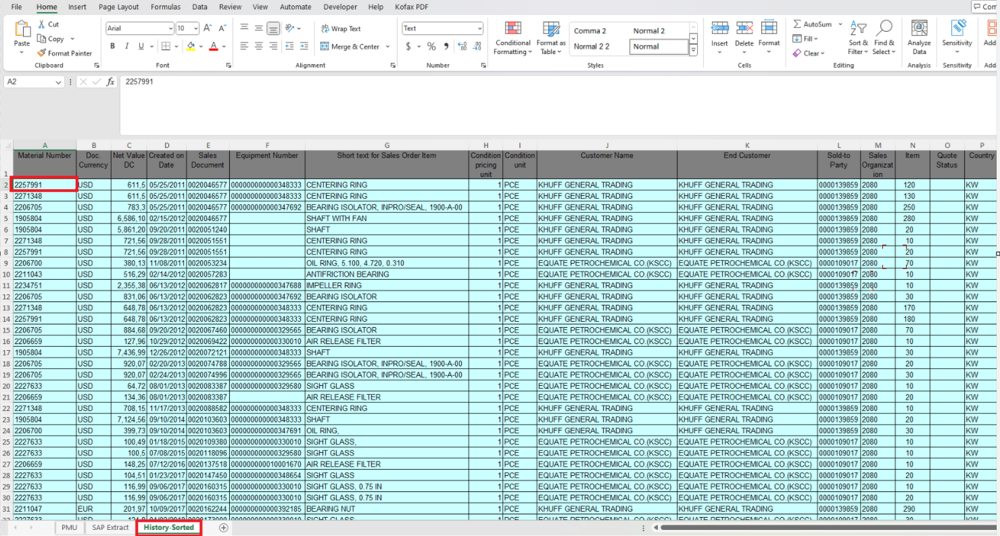 File Home Insert Page Layout Formulas Data Review View Automate Developer Help Kofax PDF
Paste
Cut
Copy
Format Painter
Clipboard
Arial 10
B I U
Font
Wrap Text
Merge & Center
Alignment
Text
$ %
Number
Conditional Formatting
Format as Table
Comma 2 Normal 2
Normal 2 2 Normal
Styles
Insert Delete Format
Cells
AutoSum
Fill
Clear
Sort & Filter
Find & Select
Editing
Analyze Data
Analysis
Sensitivity
Sensitivity
A2 fx 2257991
A B C D E F G H I J K L M N O P
1 Material Number Doc. Currency Net Value DC Created on Date Sales Document Equipment Number Short text for Sales Order Item Condition pricing unit Condition unit Customer Name End Customer Sold-to Party Sales Organization Item Quote Status Country
2 2257991 USD 611,5 05/25/2011 0020046577 000000000000348333 CENTERING RING 1 PCE KHUFF GENERAL TRADING KHUFF GENERAL TRADING 0000139859 2080 120 KW
3 2271348 USD 611,5 05/25/2011 0020046577 000000000000348333 CENTERING RING 1 PCE KHUFF GENERAL TRADING KHUFF GENERAL TRADING 0000139859 2080 130 KW
4 2206705 USD 783,3 05/25/2011 0020046577 000000000000347692 BEARING ISOLATOR, INPRO/SEAL, 1900-A-00 1 PCE KHUFF GENERAL TRADING KHUFF GENERAL TRADING 0000139859 2080 250 KW
5 1905804 USD 6,586,10 02/15/2012 0020046577 SHAFT WITH FAN 1 PCE KHUFF GENERAL TRADING KHUFF GENERAL TRADING 0000139859 2080 280 KW
6 1905804 USD 5,861,20 09/20/2011 0020051240 SHAFT 1 PCE KHUFF GENERAL TRADING KHUFF GENERAL TRADING 0000139859 2080 20 KW
7 2271348 USD 721,56 09/28/2011 0020051551 CENTERING RING 1 PCE KHUFF GENERAL TRADING KHUFF GENERAL TRADING 0000139859 2080 10 KW
8 2257991 USD 721,56 09/28/2011 0020051551 CENTERING RING 1 PCE KHUFF GENERAL TRADING KHUFF GENERAL TRADING 0000139859 2080 20 KW
9 2206700 USD 380,13 11/08/2011 0020053234 OIL RING, 5.100, 4.720, 0.310 1 PCE EQUATE PETROCHEMICAL CO.(KSCC) EQUATE PETROCHEMICAL CO.(KSCC) 0000109017 2080 70 KW
10 2211043 USD 516,29 02/14/2012 0020057283 ANTIFRICTION BEARING 1 PCE EQUATE PETROCHEMICAL CO.(KSCC) EQUATE PETROCHEMICAL CO.(KSCC) 0000109017 2080 10 KW
11 2234751 USD 2,355,38 06/13/2012 0020062817 000000000000347688 IMPELLER RING 1 PCE KHUFF GENERAL TRADING KHUFF GENERAL TRADING 0000139859 2080 10 KW
12 2206705 USD 831,06 06/13/2012 0020062823 000000000000347692 BEARING ISOLATOR 1 PCE KHUFF GENERAL TRADING KHUFF GENERAL TRADING 0000139859 2080 30 KW
13 2271348 USD 648,78 06/13/2012 0020062823 000000000000348333 CENTERING RING 1 PCE KHUFF GENERAL TRADING KHUFF GENERAL TRADING 0000139859 2080 170 KW
14 2257991 USD 648,78 06/13/2012 0020062823 000000000000348333 CENTERING RING 1 PCE KHUFF GENERAL TRADING KHUFF GENERAL TRADING 0000139859 2080 180 KW
15 2206705 USD 884,68 09/20/2012 0020067460 000000000000329565 BEARING ISOLATOR 1 PCE EQUATE PETROCHEMICAL CO.(KSCC) EQUATE PETROCHEMICAL CO.(KSCC) 0000109017 2080 70 KW
16 2206659 USD 127,96 10/29/2012 0020069422 000000000000330010 AIR RELEASE FILTER 1 PCE EQUATE PETROCHEMICAL CO.(KSCC) EQUATE PETROCHEMICAL CO.(KSCC) 0000109017 2080 10 KW
17 1905804 USD 7,436,99 12/26/2012 0020072121 000000000000348333 SHAFT 1 PCE KHUFF GENERAL TRADING KHUFF GENERAL TRADING 0000139859 2080 30 KW
18 2206705 USD 920,07 02/20/2013 0020074788 000000000000329565 BEARING ISOLATOR, INPRO/SEAL, 1900-A-00 1 PCE EQUATE PETROCHEMICAL CO.(KSCC) EQUATE PETROCHEMICAL CO.(KSCC) 0000109017 2080 20 KW
19 2206705 USD 920,07 02/24/2013 0020074996 000000000000329565 BEARING ISOLATOR, INPRO/SEAL, 1900-A-00 1 PCE EQUATE PETROCHEMICAL CO.(KSCC) EQUATE PETROCHEMICAL CO.(KSCC) 0000109017 2080 30 KW
20 2227633 USD 64,72 08/01/2013 0020083387 000000000000329580 SIGHT GLASS 1 PCE EQUATE PETROCHEMICAL CO.(KSCC) EQUATE PETROCHEMICAL CO.(KSCC) 0000109017 2080 10 KW
21 2206659 USD 134,36 08/01/2013 0020083387 AIR RELEASE FILTER 1 PCE EQUATE PETROCHEMICAL CO.(KSCC) EQUATE PETROCHEMICAL CO.(KSCC) 0000109017 2080 20 KW
22 2271348 USD 708,15 11/17/2013 0020088582 000000000000348333 CENTERING RING 1 PCE KHUFF GENERAL TRADING KHUFF GENERAL TRADING 0000139859 2080 10 KW
23 1905804 USD 7,124,56 09/10/2014 0020103603 000000000000348333 SHAFT 1 PCE KHUFF GENERAL TRADING KHUFF GENERAL TRADING 0000139859 2080 20 KW
24 2206700 USD 399,73 09/10/2014 0020103603 000000000000347691 OIL RING, 1 PCE KHUFF GENERAL TRADING KHUFF GENERAL TRADING 0000139859 2080 30 KW
25 2227633 USD 100,49 01/18/2015 0020109380 000000000000330010 SIGHT GLASS, 1 PCE EQUATE PETROCHEMICAL CO.(KSCC) EQUATE PETROCHEMICAL CO.(KSCC) 0000109017 2080 10 KW
26 2227633 USD 100,5 07/08/2015 0020118096 000000000000329580 SIGHT GLASS 1 PCE EQUATE PETROCHEMICAL CO.(KSCC) EQUATE PETROCHEMICAL CO.(KSCC) 0000109017 2080 10 KW
27 2206659 USD 148,25 07/12/2016 0020137518 000000000010001670 AIR RELEASE FILTER 1 PCE EQUATE PETROCHEMICAL CO.(KSCC) EQUATE PETROCHEMICAL CO.(KSCC) 0000109017 2080 10 KW
28 2227633 USD 104,51 01/23/2017 0020147450 000000000000348654 SIGHT GLASS 1 PCE EQUATE PETROCHEMICAL CO.(KSCC) EQUATE PETROCHEMICAL CO.(KSCC) 0000109017 2080 20 KW
29 2227633 USD 116,99 09/06/2017 0020160315 000000000000330010 SIGHT GLASS, 0.75 IN 1 PCE EQUATE PETROCHEMICAL CO.(KSCC) EQUATE PETROCHEMICAL CO.(KSCC) 0000109017 2080 10 KW
30 2227633 USD 116,99 09/06/2017 0020160315 000000000000330010 SIGHT GLASS, 0.75 IN 1 PCE EQUATE PETROCHEMICAL CO.(KSCC) EQUATE PETROCHEMICAL CO.(KSCC) 0000109017 2080 20 KW
31 2211047 EUR 201,97 10/09/2017 0020162244 000000000000392185 BEARING NUT 1 PCE KHUFF GENERAL TRADING KHUFF GENERAL TRADING 0000139859 2080 290 KW
PMU SAP Extract History-Sorted